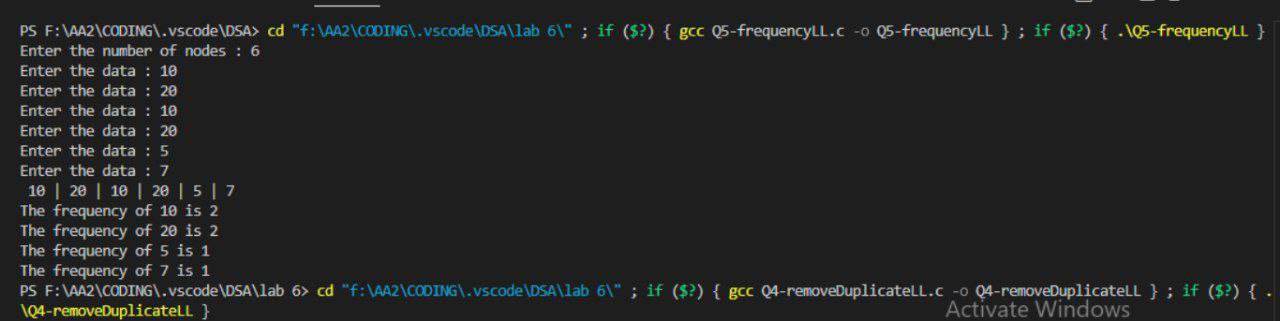 PS F:\AA2\CODING\.vscode\DSA> cd "f:\AA2\CODING\.vscode\DSA\lab 6\" ; if ($?) { gcc Q5-frequencyLL.c -o Q5-frequencyLL } ; if ($?) { .\Q5-frequencyLL }
Enter the number of nodes : 6
Enter the data : 10
Enter the data : 20
Enter the data : 10
Enter the data : 20
Enter the data : 5
Enter the data : 7
 10 | 20 | 10 | 20 | 5 | 7
The frequency of 10 is 2
The frequency of 20 is 2
The frequency of 5 is 1
The frequency of 7 is 1
PS F:\AA2\CODING\.vscode\DSA\lab 6> cd "f:\AA2\CODING\.vscode\DSA\lab 6\" ; if ($?) { gcc Q4-removeDuplicateLL.c -o Q4-removeDuplicateLL } ; if ($?) { .
\Q4-removeDuplicateLL }
Activate Windows